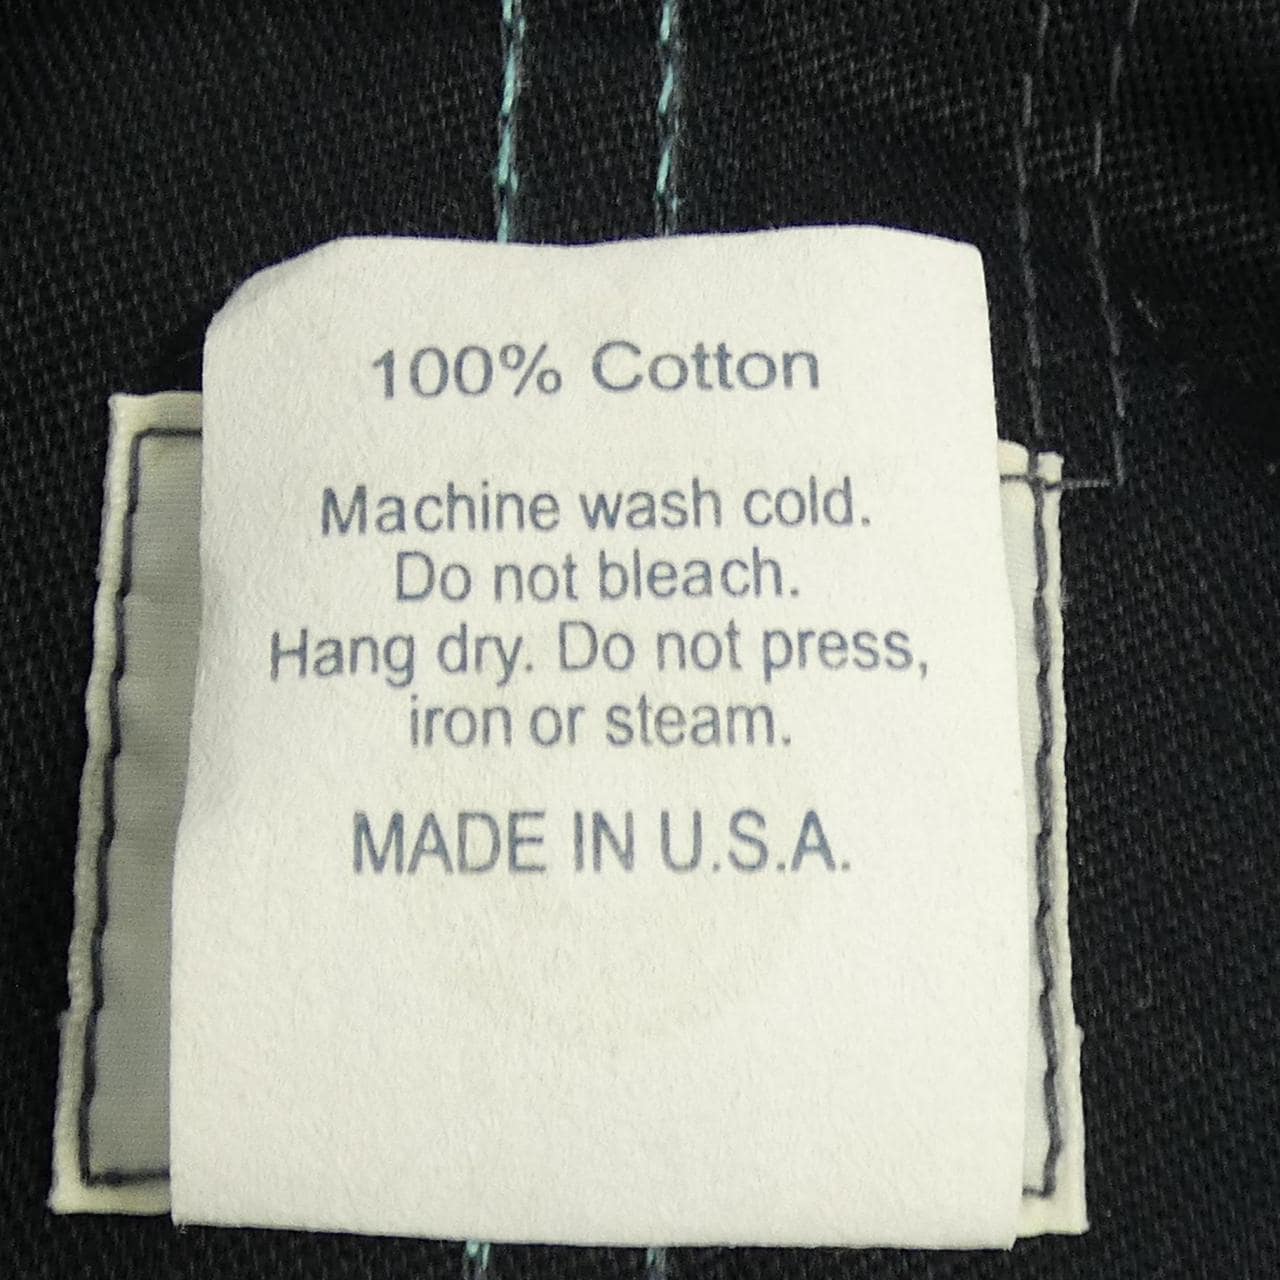 100% Cotton
Machine wash cold.
Do not bleach.
Hang dry. Do not press,
iron or steam.
MADE IN U.S.A.